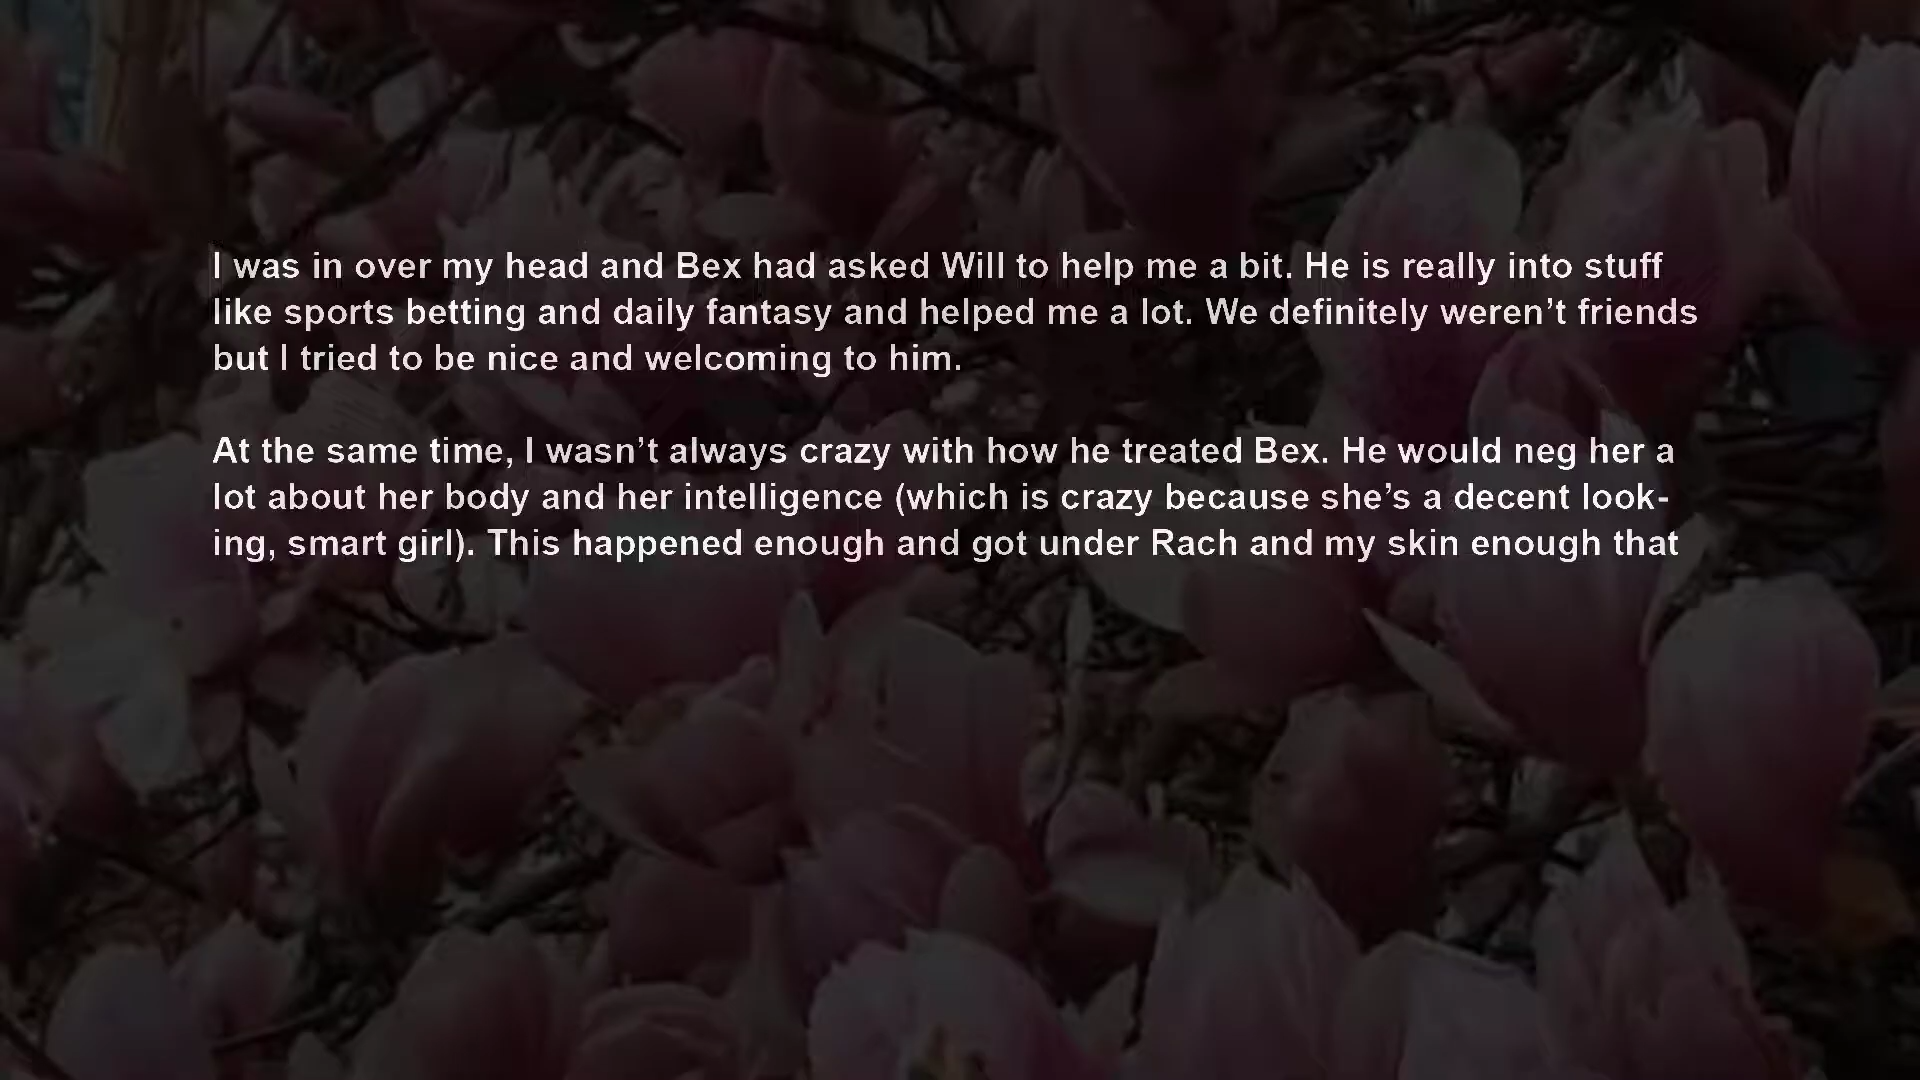 I was in over my head and Bex had asked Will to help me a bit. He is really into stuff
like sports betting and daily fantasy and helped me a lot. We definitely weren’t friends
but I tried to be nice and welcoming to him.
At the same time, I wasn’t always crazy with how he treated Bex. He would neg her a
lot about her body and her intelligence (which is crazy because she’s a decent look-
ing, smart girl). This happened enough and got under Rach and my skin enough that